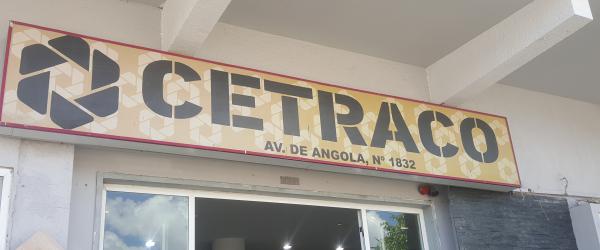 CETRACO
AV. DE ANGOLA, Nº 1832